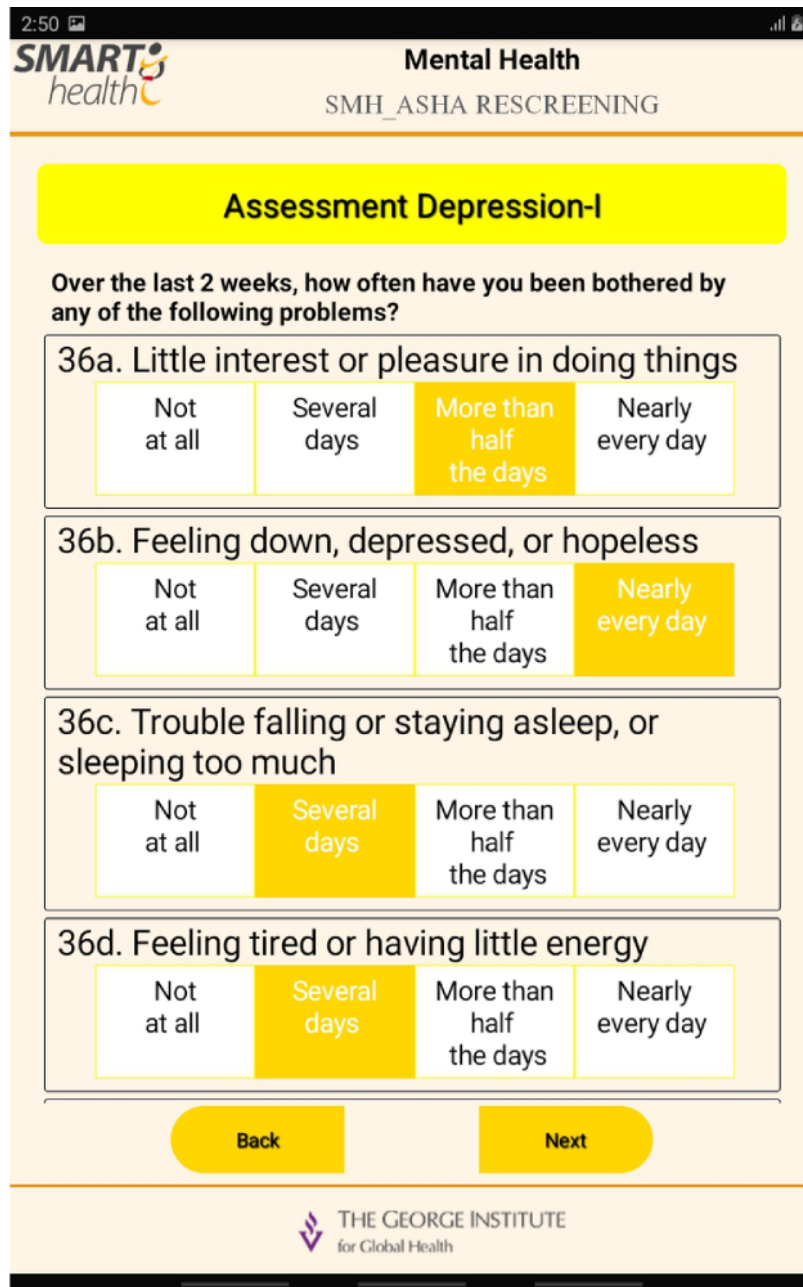 2:50
SMART
health
Mental Health
SMH_ASHA RESCREENING
Assessment Depression-I
Over the last 2 weeks, how often have you been bothered by
any of the following problems?
36a. Little interest or pleasure in doing things
Not at all
Several days
More than half the days
Nearly every day
36b. Feeling down, depressed, or hopeless
Not at all
Several days
More than half the days
Nearly every day
36c. Trouble falling or staying asleep, or
sleeping too much
Not at all
Several days
More than half the days
Nearly every day
36d. Feeling tired or having little energy
Not at all
Several days
More than half the days
Nearly every day
Back
Next
THE GEORGE INSTITUTE
for Global Health